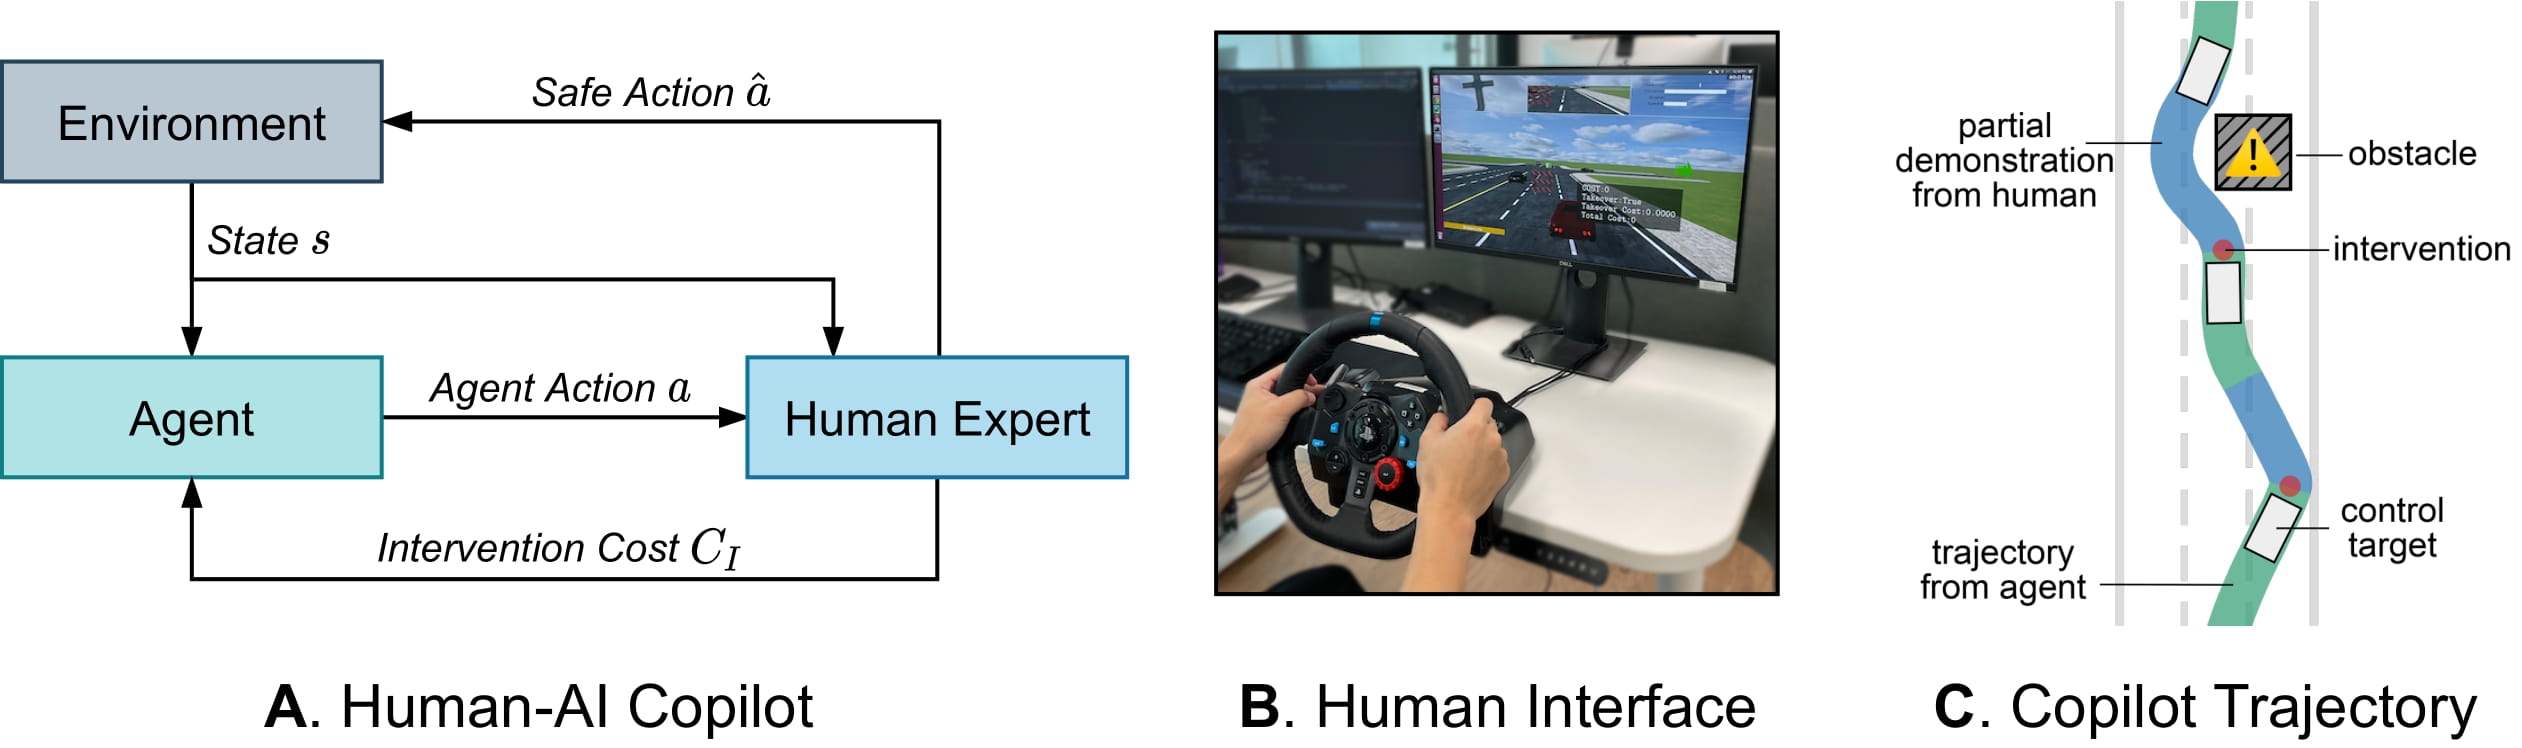 Environment
Safe Action â
State s
Agent
Agent Action a
Human Expert
Intervention Cost C_I
A. Human-AI Copilot
COST:0
Takeover:True
Takeover Cost:0.0000
Total Cost:0
DELL
B. Human Interface
partial
demonstration
from human
obstacle
intervention
control
target
trajectory
from agent
C. Copilot Trajectory